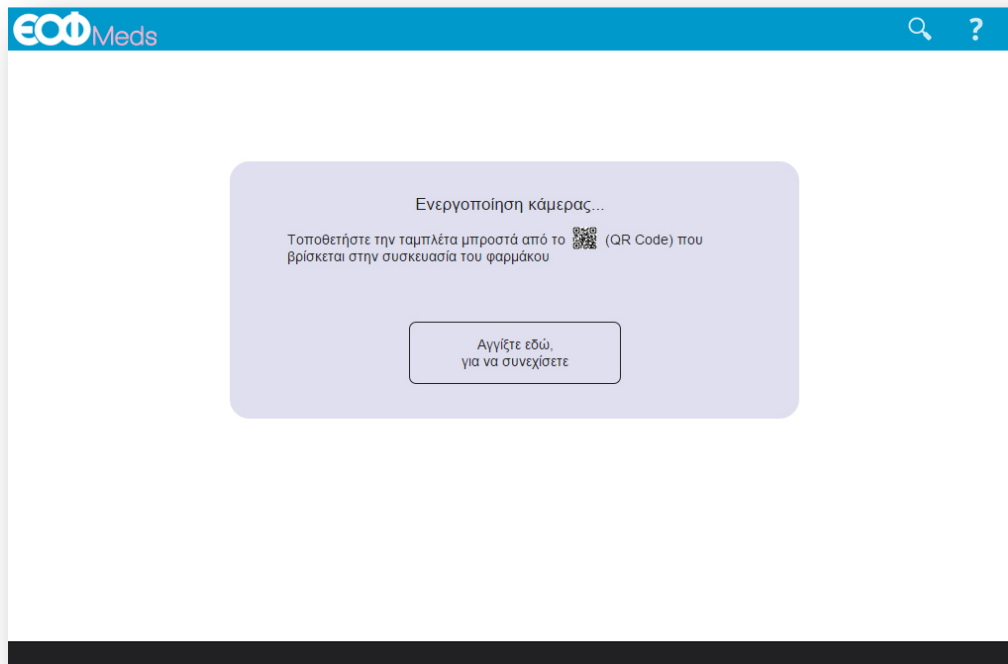 ΕΟΦMeds
?
Ενεργοποίηση κάμερας...
Τοποθετήστε την ταμπλέτα μπροστά από το (QR Code) που
βρίσκεται στην συσκευασία του φαρμάκου
Αγγίξτε εδώ,
για να συνεχίσετε